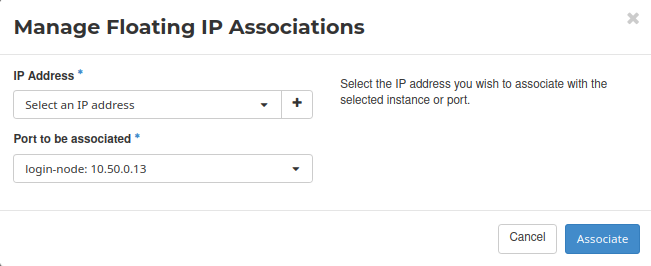 Manage Floating IP Associations
×
IP Address *
Select an IP address
+
Select the IP address you wish to associate with the
selected instance or port.
Port to be associated *
login-node: 10.50.0.13
Cancel
Associate